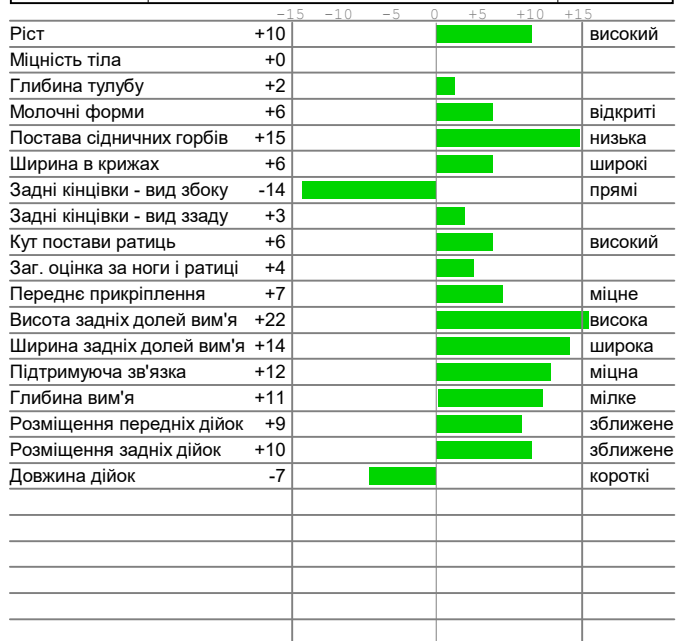 -15 -10 -5 0 +5 +10 +15
Ріст +10 високий
Міцність тіла +0
Глибина тулубу +2
Молочні форми +6 відкриті
Постава сідничних горбів +15 низька
Ширина в крижах +6 широкі
Задні кінцівки - вид збоку -14 прямі
Задні кінцівки - вид ззаду +3
Кут постави ратиць +6 високий
Заг. оцінка за ноги і ратиці +4
Переднє прикріплення +7 міцне
Висота задніх долей вим'я +22 висока
Ширина задніх долей вим'я +14 широка
Підтримуюча зв'язка +12 міцна
Глибина вим'я +11 мілке
Розміщення передніх дійок +9 зближене
Розміщення задніх дійок +10 зближене
Довжина дійок -7 короткі